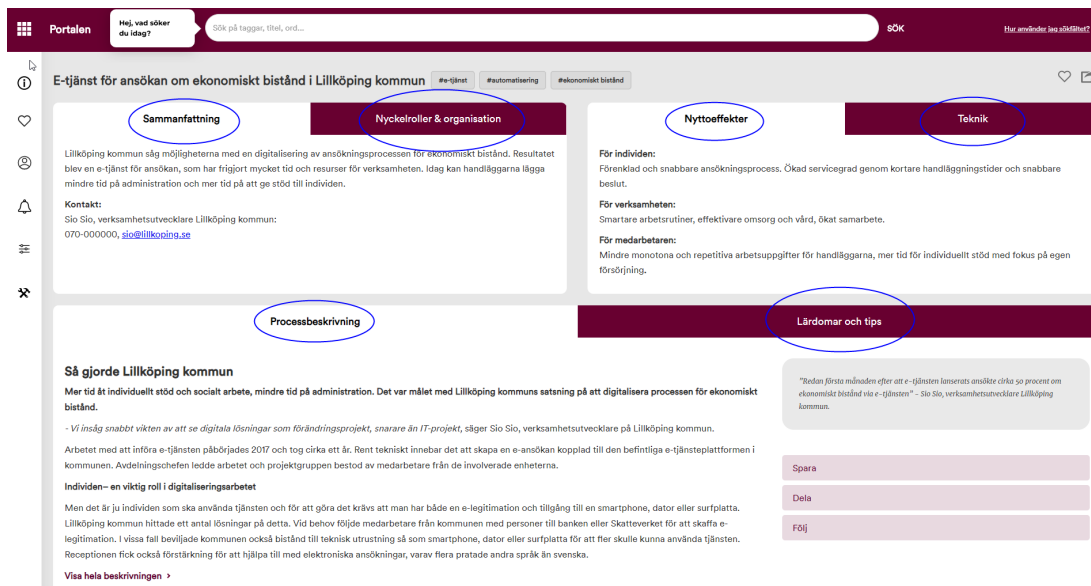 Portalen
Hej, vad söker
du idag?
Sök på taggar, titel, ord...
SÖK
Hur använder jag sökfältet?
E-tjänst för ansökan om ekonomiskt bistånd i Lillköping kommun
#e-tjänst
#automatisering
#ekonomiskt bistånd
Sammanfattning
Nyckelroller & organisation
Lillköping kommun såg möjligheterna med en digitalisering av ansökningsprocessen för ekonomiskt bistånd. Resultatet
blev en e-tjänst för ansökan, som har frigjort mycket tid och resurser för verksamheten. Idag kan handläggarna lägga
mindre tid på administration och mer tid på att ge stöd till individen.
Kontakt:
Sio Sio, verksamhetsutvecklare Lillköping kommun:
070-000000, sio@lillkoping.se
Nyttoeffekter
Teknik
För individen:
Förenklad och snabbare ansökningsprocess. Ökad servicegrad genom kortare handläggningstider och snabbare
beslut.
För verksamheten:
Smartare arbetsrutiner, effektivare omsorg och vård, ökat samarbete.
För medarbetaren:
Mindre monotona och repetitiva arbetsuppgifter för handläggarna, mer tid för individuellt stöd med fokus på egen
försörjning.
Processbeskrivning
Lärdomar och tips
Så gjorde Lillköping kommun
Mer tid åt individuellt stöd och socialt arbete, mindre tid på administration. Det var målet med Lillköping kommuns satsning på att digitalisera processen för ekonomiskt
bistånd.
- Vi insåg snabbt vikten av att se digitala lösningar som förändringsprojekt, snarare än IT-projekt, säger Sio Sio, verksamhetsutvecklare på Lillköping kommun.
Arbetet med att införa e-tjänsten påbörjades 2017 och tog cirka ett år. Rent tekniskt innebar det att skapa en e-ansökan kopplad till den befintliga e-tjänsteplattformen i
kommunen. Avdelningschefen ledde arbetet och projektgruppen bestod av medarbetare från de involverade enheterna.
Individen– en viktig roll i digitaliseringsarbetet
Men det är ju individen som ska använda tjänsten och för att göra det krävs att man har både en e-legitimation och tillgång till en smartphone, dator eller surfplatta.
Lillköping kommun hittade ett antal lösningar på detta. Vid behov följde medarbetare från kommunen med personer till banken eller Skatteverket för att skaffa e-
legitimation. I vissa fall beviljade kommunen också bistånd till teknisk utrustning så som smartphone, dator eller surfplatta för att fler skulle kunna använda tjänsten.
Receptionen fick också förstärkning för att hjälpa till med elektroniska ansökningar, varav flera pratade andra språk än svenska.
Visa hela beskrivningen >
"Redan första månaden efter att e-tjänsten lanserats ansökte cirka 50 procent om
ekonomiskt bistånd via e-tjänsten" - Sio Sio, verksamhetsutvecklare Lillköping
kommun.
Spara
Dela
Följ